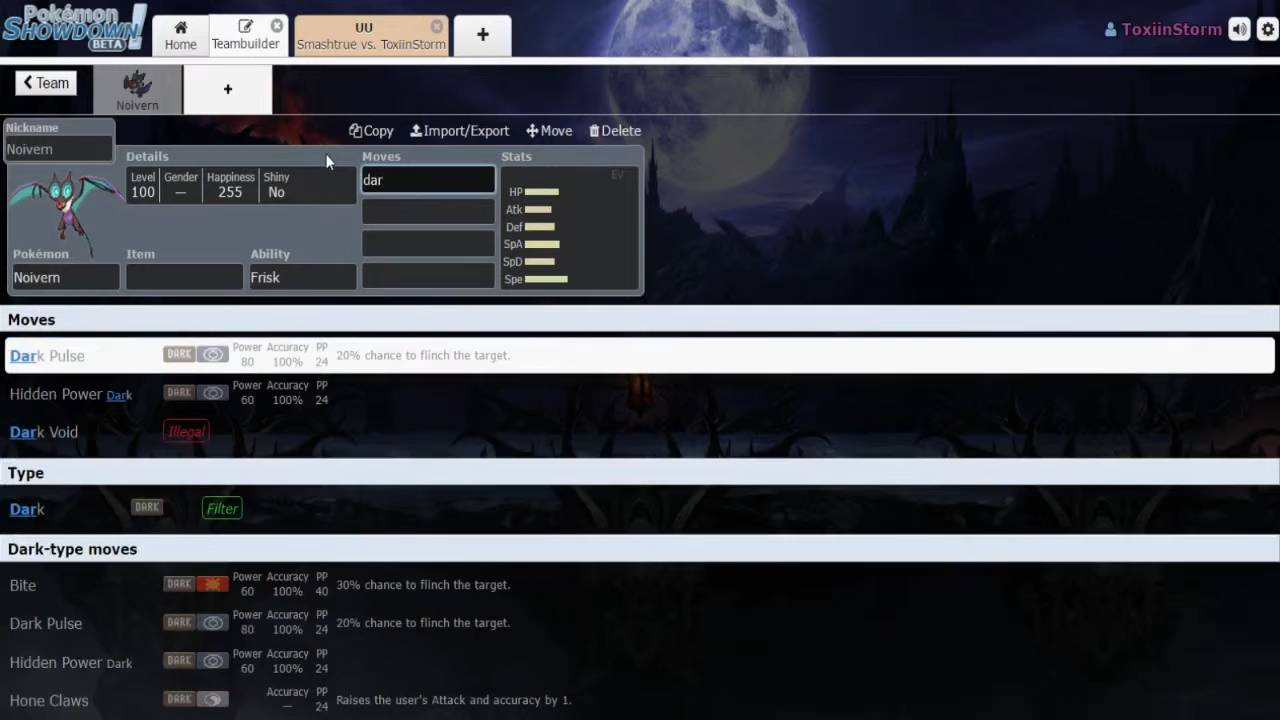 Pokémon
Showdown!
BETA
Home
Teambuilder
UU
Smashtrue vs. ToxiinStorm
+
ToxiinStorm
Team
Noivern
+
Nickname
Noivern
Copy
Import/Export
Move
Delete
Details
Moves
Stats
Level
Gender
Happiness
Shiny
100
—
255
No
dar
EV
HP
Atk
Def
SpA
SpD
Spe
Pokémon
Item
Ability
Noivern
Frisk
Moves
Dark Pulse DARK Power 80 Accuracy 100% PP 24 20% chance to flinch the target.
Hidden Power Dark DARK Power 60 Accuracy 100% PP 24
Dark Void Illegal
Type
Dark DARK Filter
Dark-type moves
Bite DARK Power 60 Accuracy 100% PP 40 30% chance to flinch the target.
Dark Pulse DARK Power 80 Accuracy 100% PP 24 20% chance to flinch the target.
Hidden Power Dark DARK Power 60 Accuracy 100% PP 24
Hone Claws DARK Accuracy — PP 24 Raises the user's Attack and accuracy by 1.